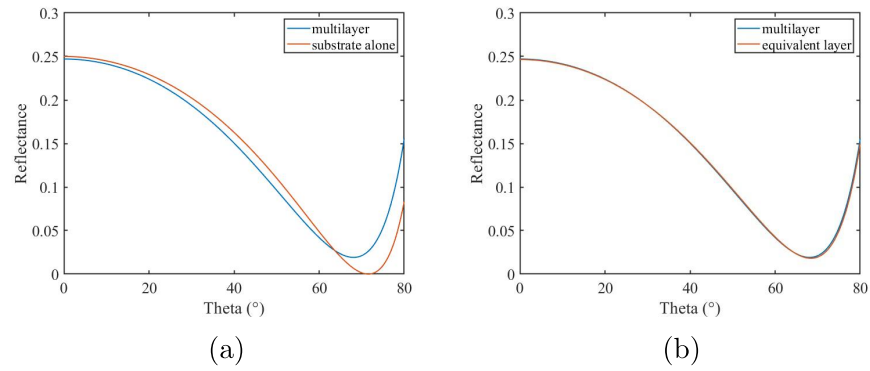 0.3
0.25
0.2
0.15
0.1
0.05
0
Reflectance
multilayer
substrate alone
0 20 40 60 80
Theta (°)
(a)
0.3
0.25
0.2
0.15
0.1
0.05
0
Reflectance
multilayer
equivalent layer
0 20 40 60 80
Theta (°)
(b)